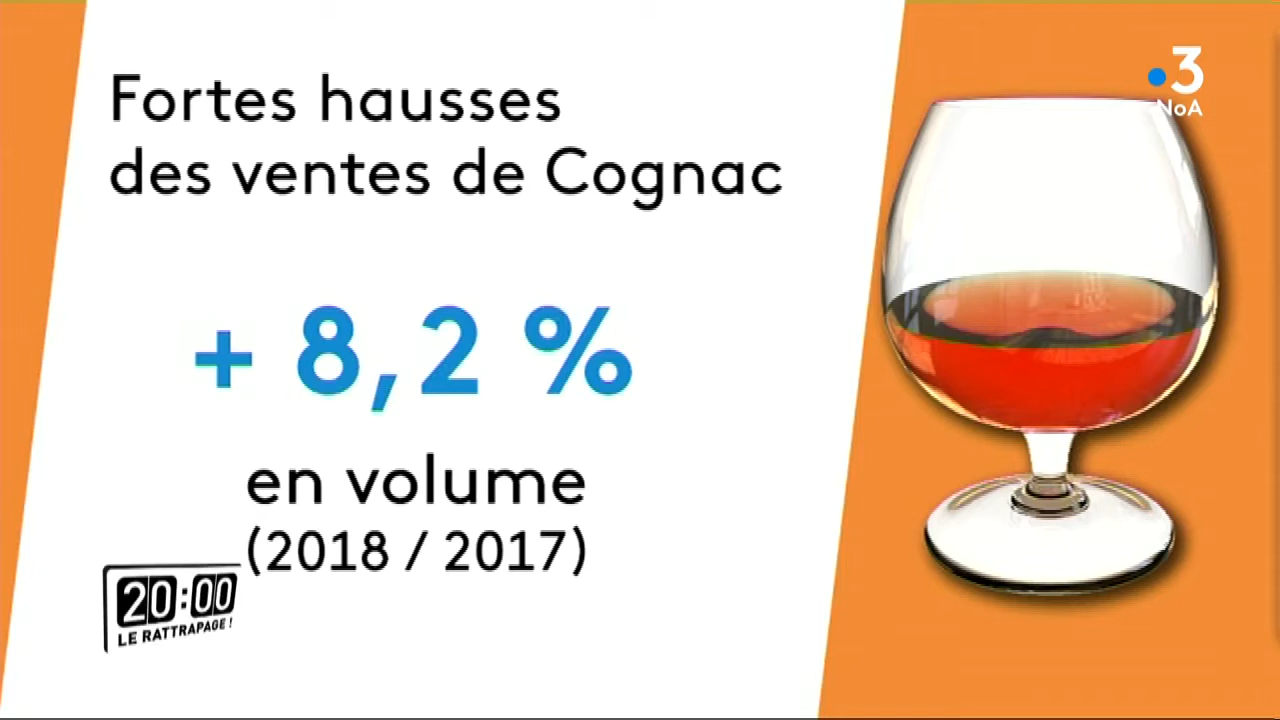 Fortes hausses
des ventes de Cognac
+ 8,2 %
en volume
(2018 / 2017)
20:00
LE RATTRAPAGE !
3
NoA